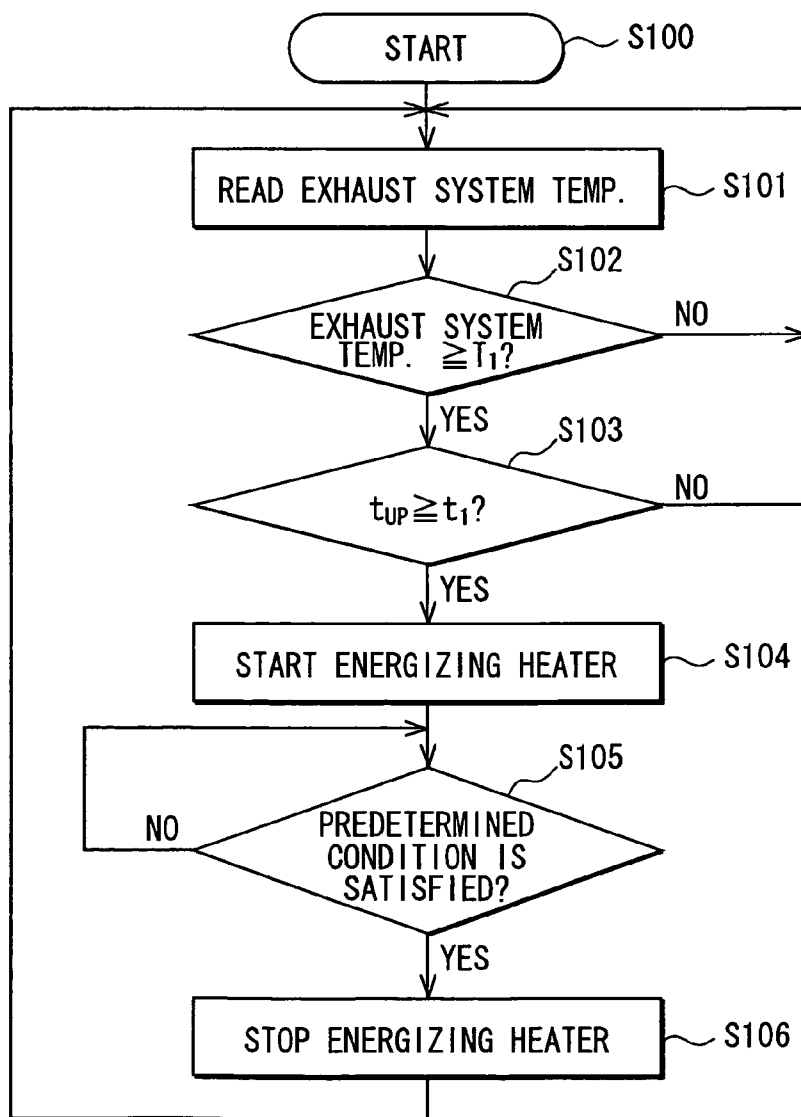 START
S100
READ EXHAUST SYSTEM TEMP.
S101
S102
EXHAUST SYSTEM
TEMP. ≧T₁?
NO
YES
S103
t_UP≧t₁?
NO
YES
START ENERGIZING HEATER
S104
S105
PREDETERMINED
CONDITION IS
SATISFIED?
NO
YES
STOP ENERGIZING HEATER
S106